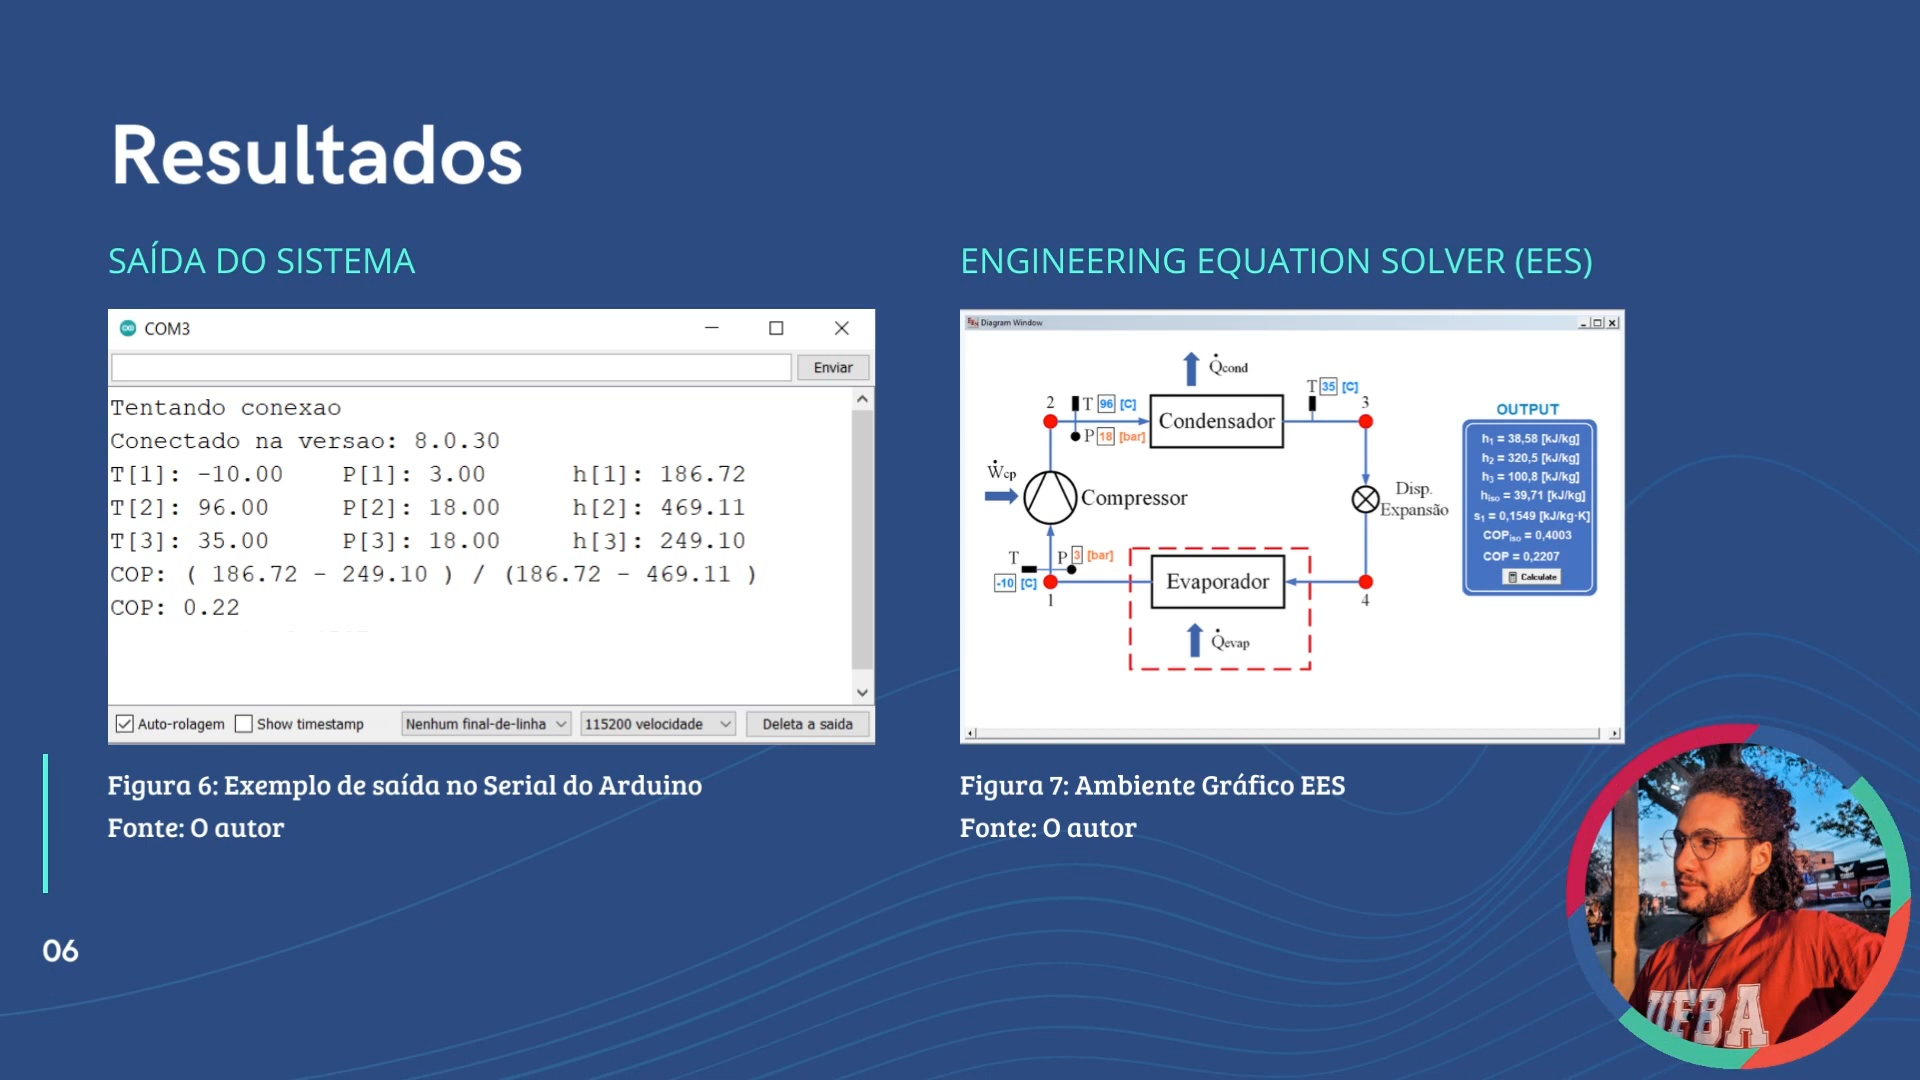 Resultados
SAÍDA DO SISTEMA
COM3
Enviar
Tentando conexao
Conectado na versao: 8.0.30
T[1]: -10.00 P[1]: 3.00 h[1]: 186.72
T[2]: 96.00 P[2]: 18.00 h[2]: 469.11
T[3]: 35.00 P[3]: 18.00 h[3]: 249.10
COP: ( 186.72 - 249.10 ) / (186.72 - 469.11 )
COP: 0.22
Auto-rolagem Show timestamp Nenhum final-de-linha 115200 velocidade Deleta a saida
Figura 6: Exemplo de saída no Serial do Arduino
Fonte: O autor
ENGINEERING EQUATION SOLVER (EES)
Diagram Window
Q̇cond
2 T 96 [C]
P 18 [bar]
Condensador
T 35 [C]
3
Ẇcp
Compressor
Disp.
Expansão
T
-10 [C]
P 3 [bar]
1
Evaporador
4
Q̇evap
OUTPUT
h₁ = 38,58 [kJ/kg]
h₂ = 320,5 [kJ/kg]
h₃ = 100,8 [kJ/kg]
hiso = 39,71 [kJ/kg]
s₁ = 0,1549 [kJ/kg·K]
COPiso = 0,4003
COP = 0,2207
Calculate
Figura 7: Ambiente Gráfico EES
Fonte: O autor
06
UFBA